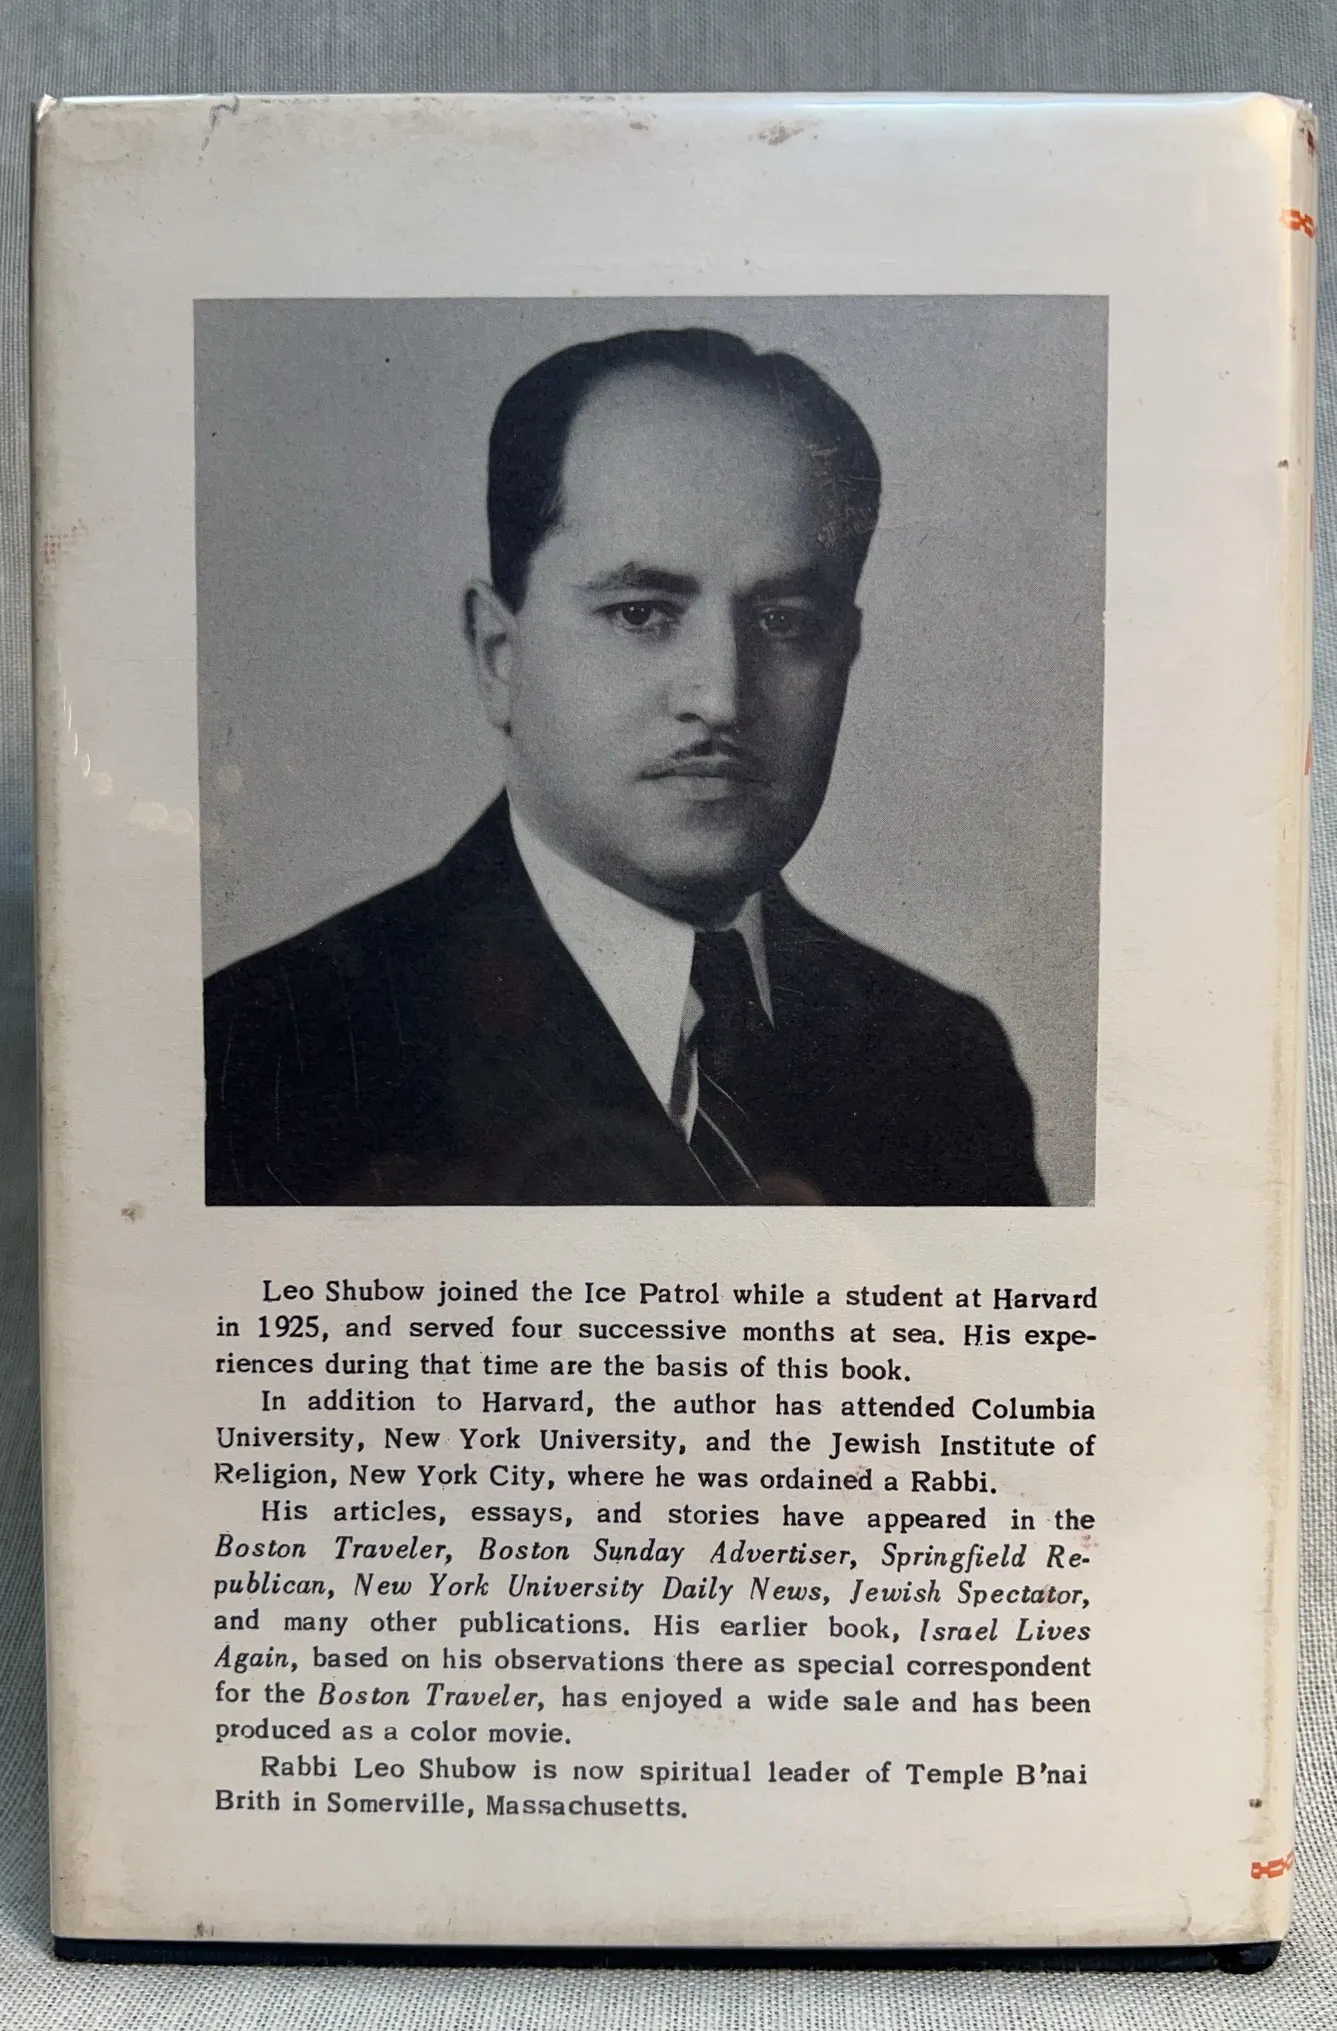 Leo Shubow joined the Ice Patrol while a student at Harvard
in 1925, and served four successive months at sea. His expe-
riences during that time are the basis of this book.
In addition to Harvard, the author has attended Columbia
University, New York University, and the Jewish Institute of
Religion, New York City, where he was ordained a Rabbi.
His articles, essays, and stories have appeared in the
Boston Traveler, Boston Sunday Advertiser, Springfield Re-
publican, New York University Daily News, Jewish Spectator,
and many other publications. His earlier book, Israel Lives
Again, based on his observations there as special correspondent
for the Boston Traveler, has enjoyed a wide sale and has been
produced as a color movie.
Rabbi Leo Shubow is now spiritual leader of Temple B'nai
Brith in Somerville, Massachusetts.